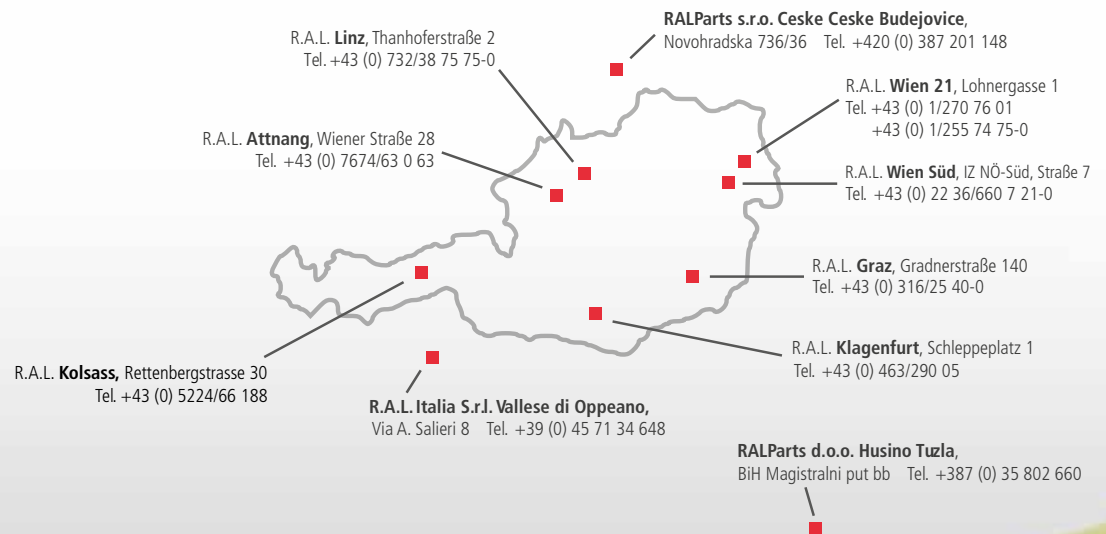 RALParts s.r.o. Ceske Ceske Budejovice,
Novohradska 736/36 Tel. +420 (0) 387 201 148
R.A.L. Linz, Thanhoferstraße 2
Tel. +43 (0) 732/38 75 75-0
R.A.L. Wien 21, Lohnergasse 1
Tel. +43 (0) 1/270 76 01
+43 (0) 1/255 74 75-0
R.A.L. Attnang, Wiener Straße 28
Tel. +43 (0) 7674/63 0 63
R.A.L. Wien Süd, IZ NÖ-Süd, Straße 7
Tel. +43 (0) 22 36/660 7 21-0
R.A.L. Graz, Gradnerstraße 140
Tel. +43 (0) 316/25 40-0
R.A.L. Klagenfurt, Schleppeplatz 1
Tel. +43 (0) 463/290 05
R.A.L. Kolsass, Rettenbergstrasse 30
Tel. +43 (0) 5224/66 188
R.A.L. Italia S.r.l. Vallese di Oppeano,
Via A. Salieri 8 Tel. +39 (0) 45 71 34 648
RALParts d.o.o. Husino Tuzla,
BiH Magistralni put bb Tel. +387 (0) 35 802 660